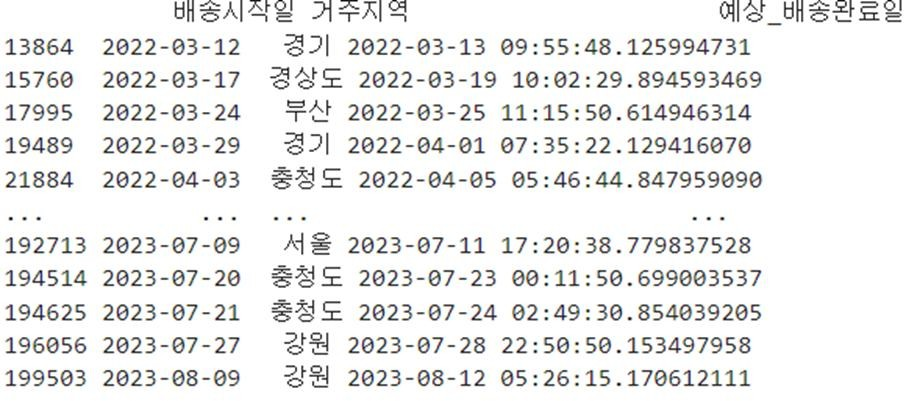 배송시작일 거주지역 예상_배송완료일
13864 2022-03-12 경기 2022-03-13 09:55:48.125994731
15760 2022-03-17 경상도 2022-03-19 10:02:29.894593469
17995 2022-03-24 부산 2022-03-25 11:15:50.614946314
19489 2022-03-29 경기 2022-04-01 07:35:22.129416070
21884 2022-04-03 충청도 2022-04-05 05:46:44.847959090
... ... ... ...
192713 2023-07-09 서울 2023-07-11 17:20:38.779837528
194514 2023-07-20 충청도 2023-07-23 00:11:50.699003537
194625 2023-07-21 충청도 2023-07-24 02:49:30.854039205
196056 2023-07-27 강원 2023-07-28 22:50:50.153497958
199503 2023-08-09 강원 2023-08-12 05:26:15.170612111